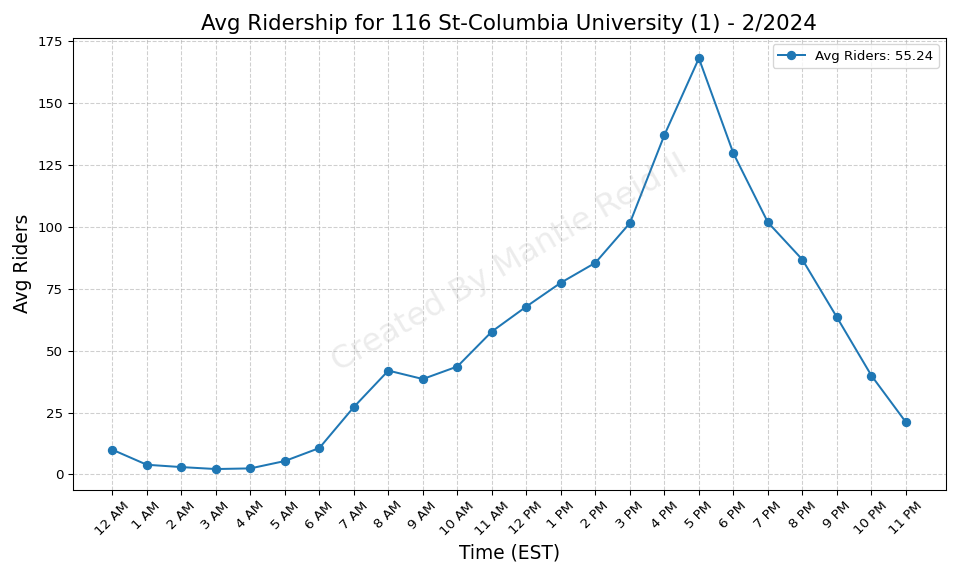 Avg Ridership for 116 St-Columbia University (1) - 2/2024
Avg Riders: 55.24
Avg Riders
175
150
125
100
75
50
25
0
Created By Mantle Reid II
12 AM
1 AM
2 AM
3 AM
4 AM
5 AM
6 AM
7 AM
8 AM
9 AM
10 AM
11 AM
12 PM
1 PM
2 PM
3 PM
4 PM
5 PM
6 PM
7 PM
8 PM
9 PM
10 PM
11 PM
Time (EST)